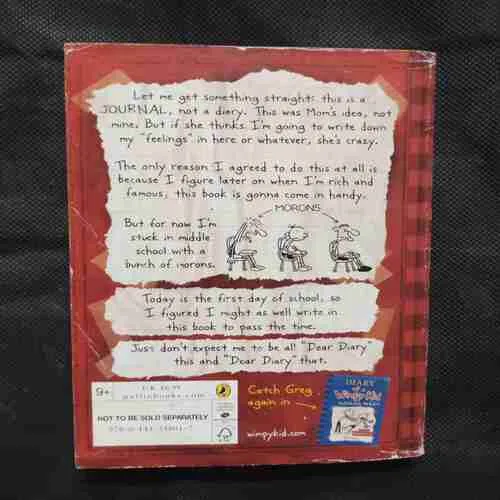 Let me get something straight: this is a
JOURNAL, not a diary. This was Mom's idea, not
mine. But if she thinks I'm going to write down
my "feelings" in here or whatever, she's crazy.
The only reason I agreed to do this at all is
because I figure later on when I'm rich and
famous, this book is gonna come in handy.
MORONS
But for now I'm
stuck in middle
school with a
bunch of morons.
Today is the first day of school, so
I figured I might as well write in
this book to pass the time.
Just don't expect me to be all "Dear Diary"
this and "Dear Diary" that.
9+
puffinbooks.com
NOT TO BE SOLD SEPARATELY
Catch Greg
again in
wimpykid.com
DIARY
of a
Wimpy Kid